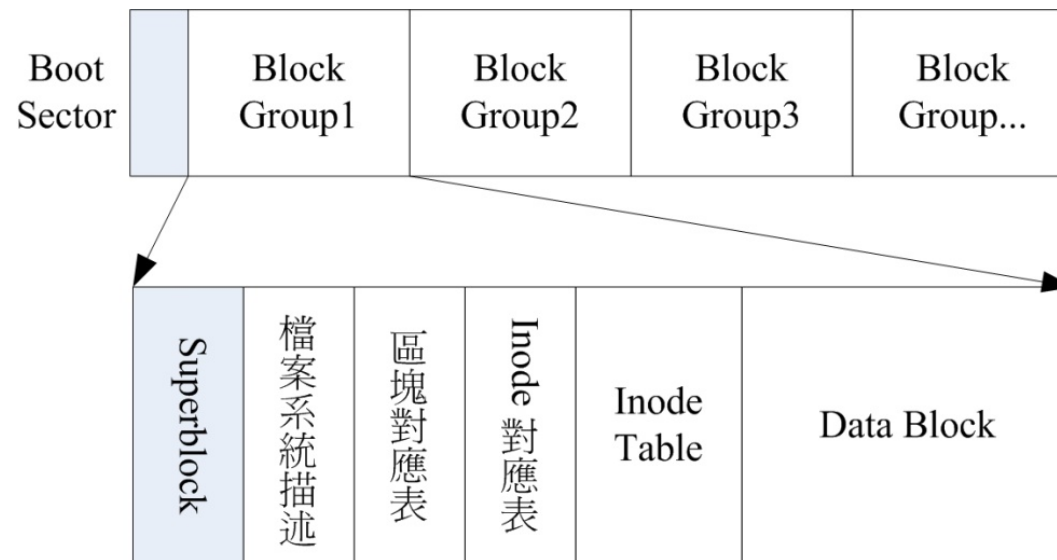 Boot
Sector
Block
Group1
Block
Group2
Block
Group3
Block
Group...
Superblock
檔案系統描述
區塊對應表
Inode 對應表
Inode
Table
Data Block